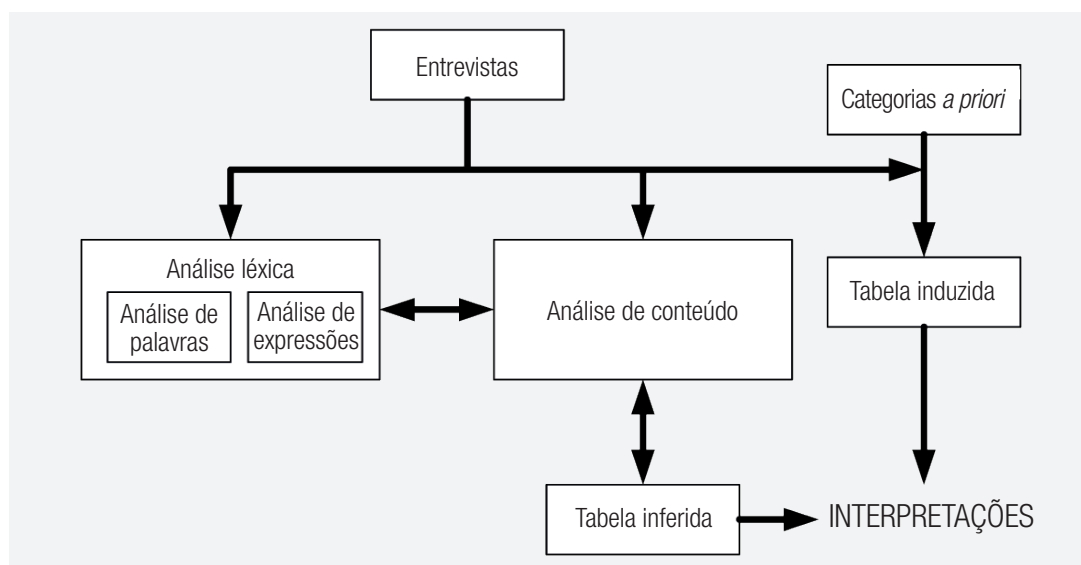 Entrevistas
Categorias a priori
Análise léxica
Análise de
palavras
Análise de
expressões
Análise de conteúdo
Tabela induzida
Tabela inferida
INTERPRETAÇÕES